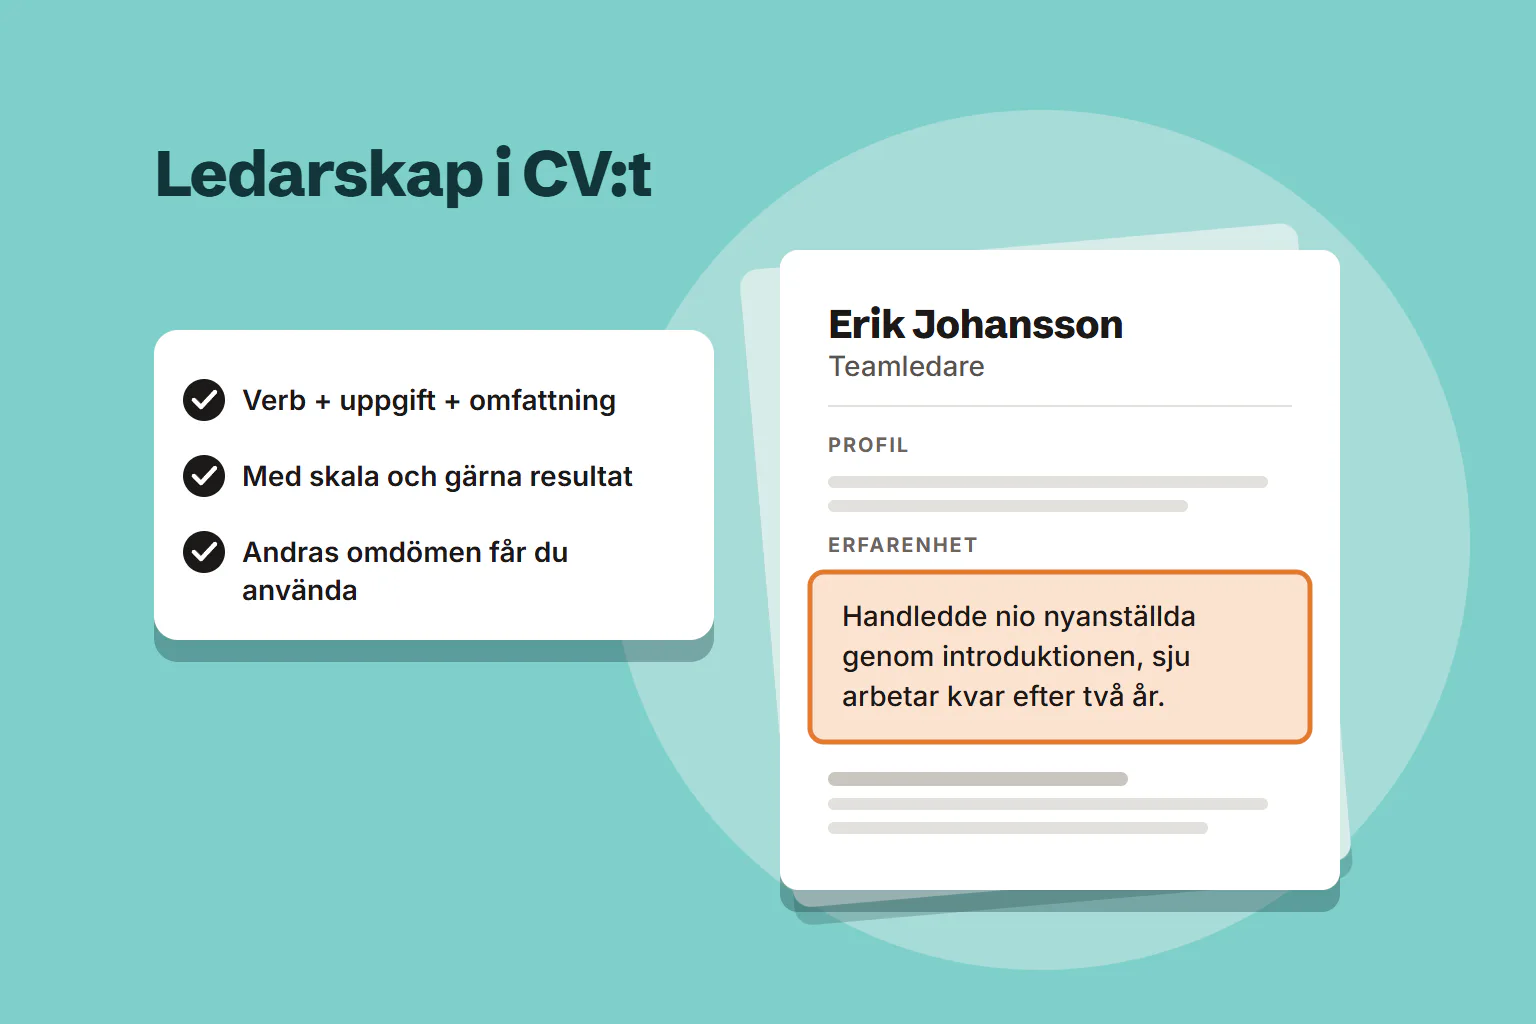 Ledarskap i CV:t
Verb + uppgift + omfattning
Med skala och gärna resultat
Andras omdömen får du
använda
Erik Johansson
Teamledare
PROFIL
ERFARENHET
Handledde nio nyanställda
genom introduktionen, sju
arbetar kvar efter två år.